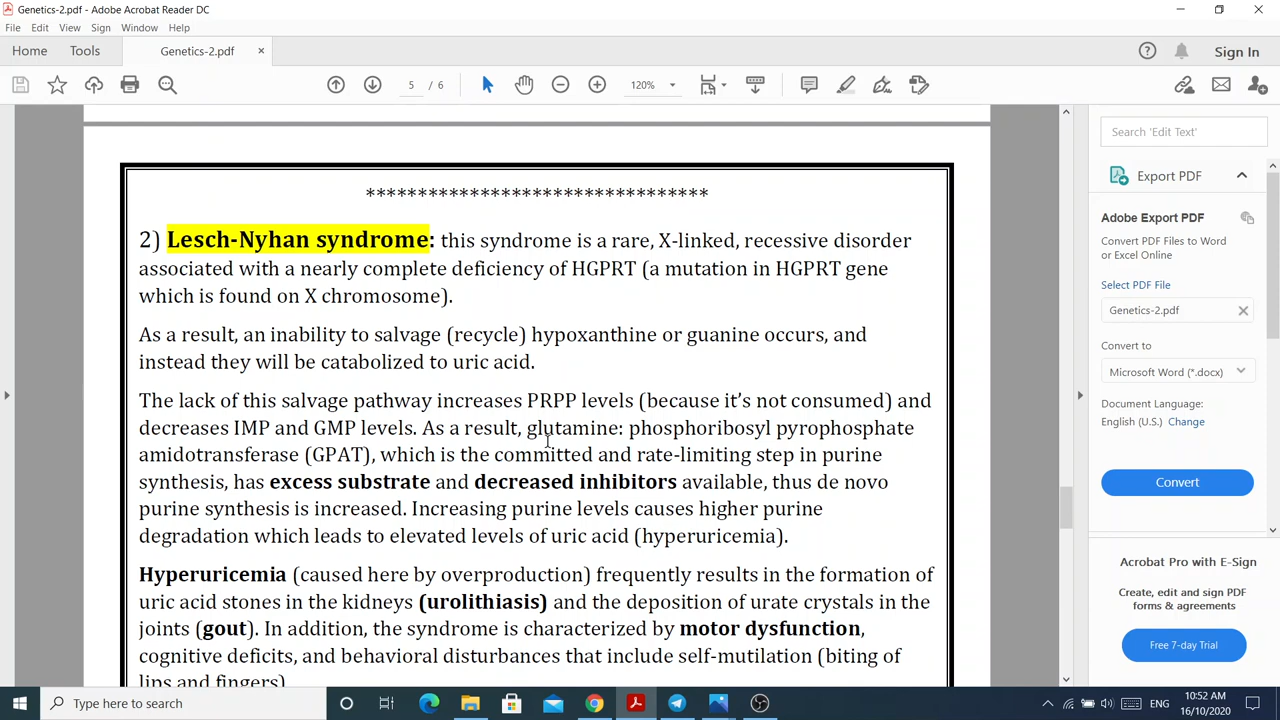 Genetics-2.pdf - Adobe Acrobat Reader DC
File Edit View Sign Window Help
Home Tools Genetics-2.pdf × Sign In
5 / 6 120%
Search 'Edit Text'
Export PDF
Adobe Export PDF
Convert PDF Files to Word
or Excel Online
Select PDF File
Genetics-2.pdf
Convert to
Microsoft Word (*.docx)
Document Language:
English (U.S.) Change
Convert
Acrobat Pro with E-Sign
Create, edit and sign PDF
forms & agreements
Free 7-day Trial
*********************************
2) Lesch-Nyhan syndrome: this syndrome is a rare, X-linked, recessive disorder
associated with a nearly complete deficiency of HGPRT (a mutation in HGPRT gene
which is found on X chromosome).
As a result, an inability to salvage (recycle) hypoxanthine or guanine occurs, and
instead they will be catabolized to uric acid.
The lack of this salvage pathway increases PRPP levels (because it's not consumed) and
decreases IMP and GMP levels. As a result, glutamine: phosphoribosyl pyrophosphate
amidotransferase (GPAT), which is the committed and rate-limiting step in purine
synthesis, has excess substrate and decreased inhibitors available, thus de novo
purine synthesis is increased. Increasing purine levels causes higher purine
degradation which leads to elevated levels of uric acid (hyperuricemia).
Hyperuricemia (caused here by overproduction) frequently results in the formation of
uric acid stones in the kidneys (urolithiasis) and the deposition of urate crystals in the
joints (gout). In addition, the syndrome is characterized by motor dysfunction,
cognitive deficits, and behavioral disturbances that include self-mutilation (biting of
lips and fingers)
Type here to search
ENG
10:52 AM
16/10/2020